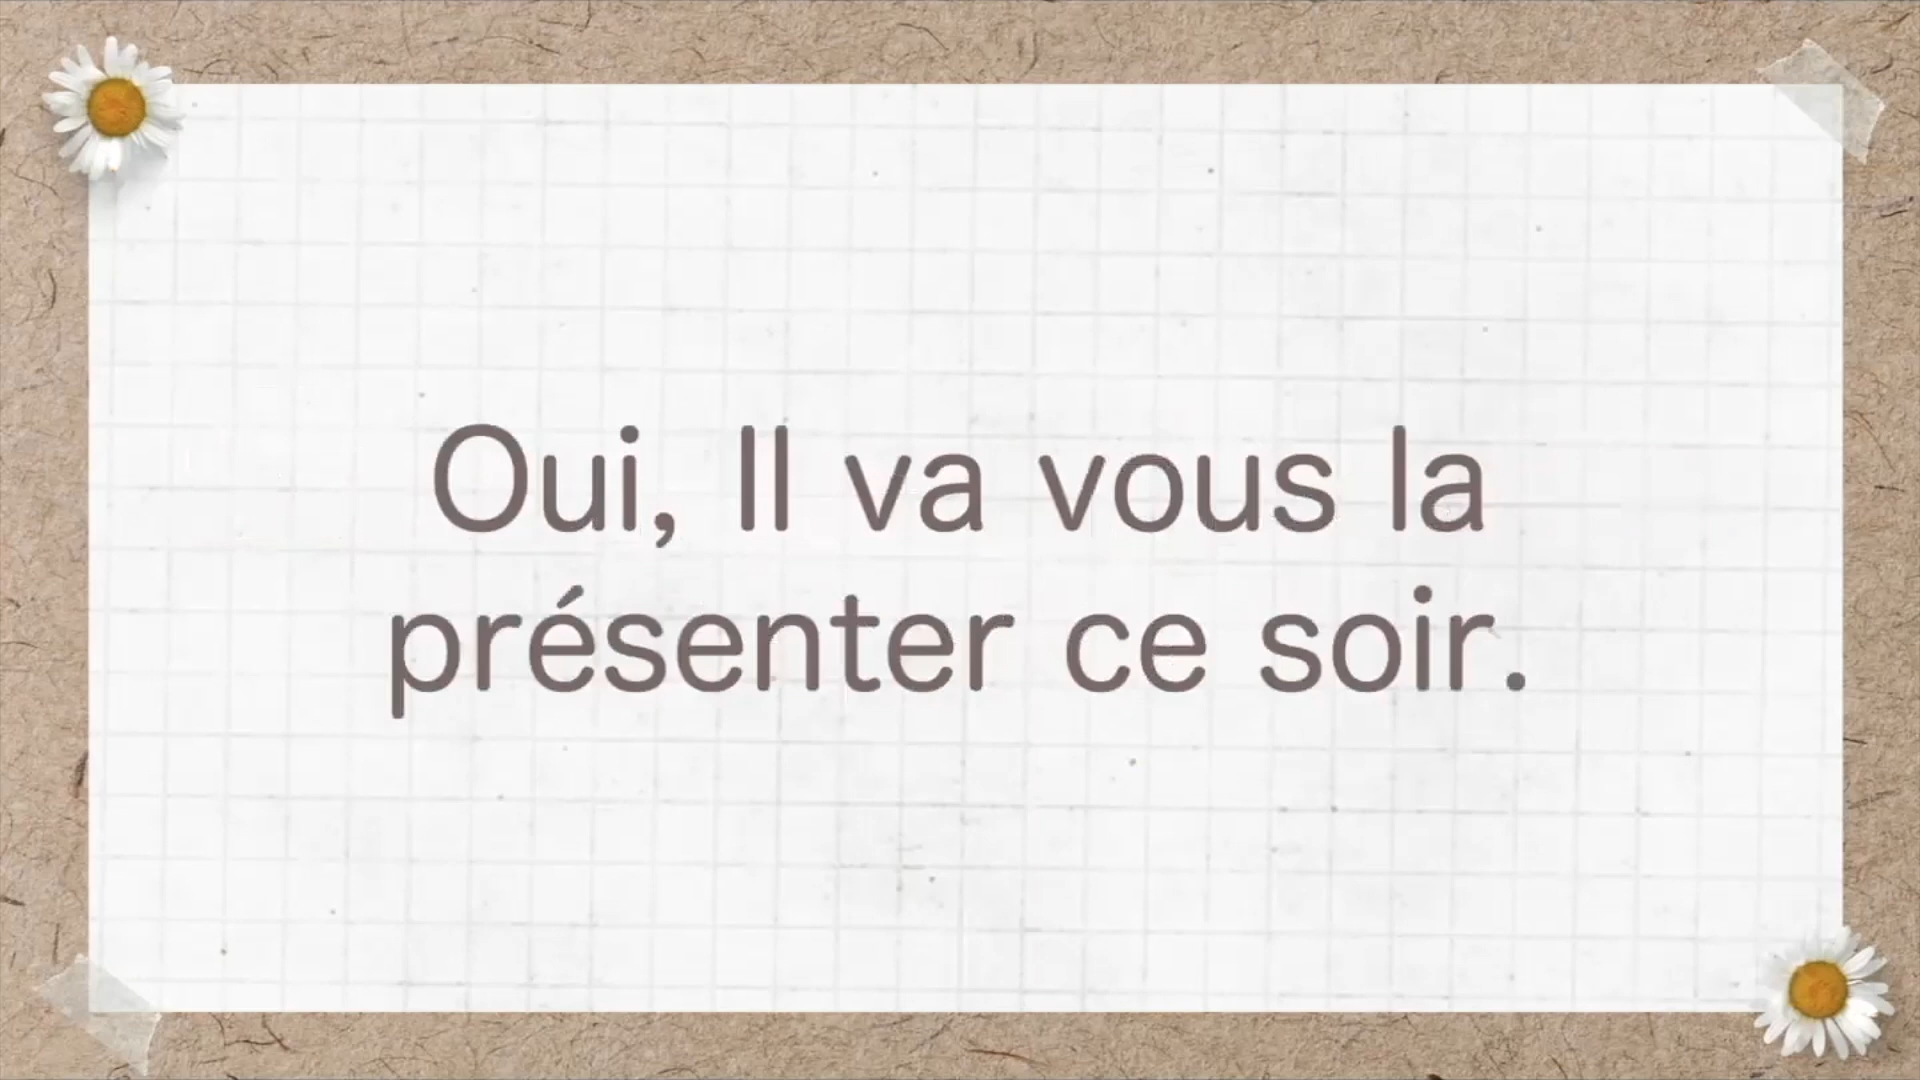 Oui, Il va vous la
présenter ce soir.